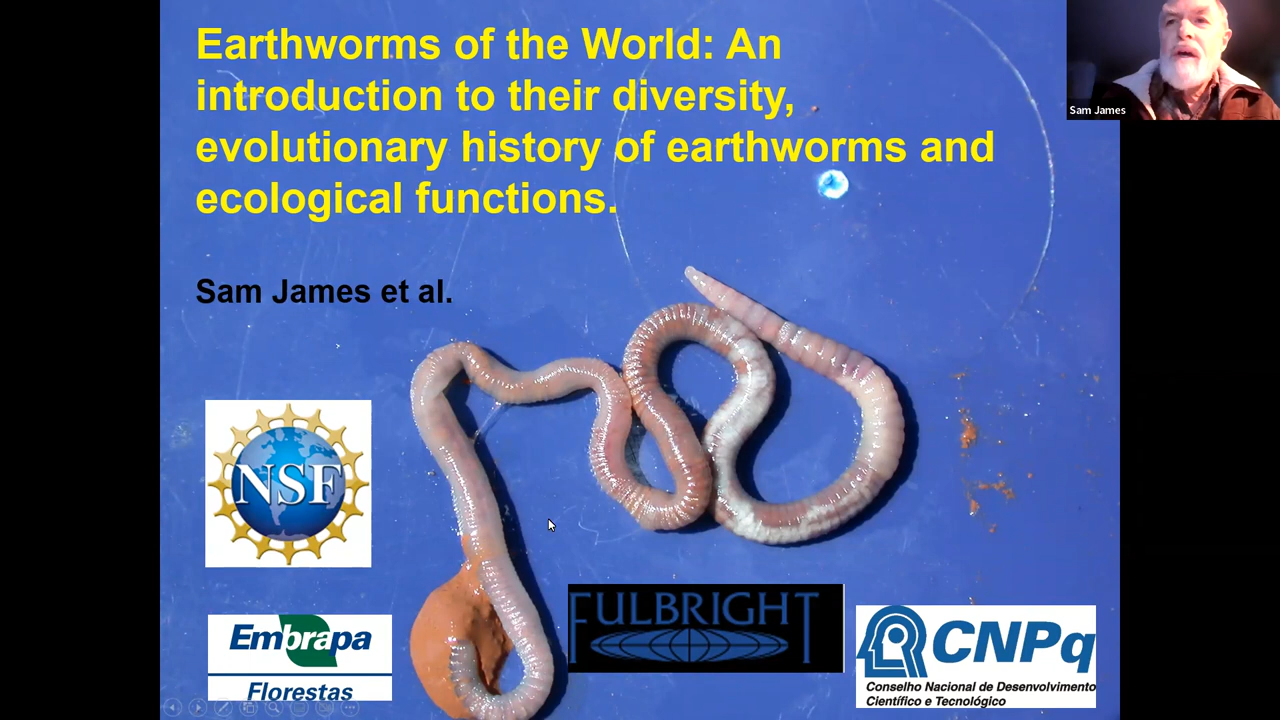 Earthworms of the World: An
introduction to their diversity,
evolutionary history of earthworms and
ecological functions.
Sam James
Sam James et al.
NSF
Embrapa
Florestas
FULBRIGHT
CNPq
Conselho Nacional de Desenvolvimento
Científico e Tecnológico